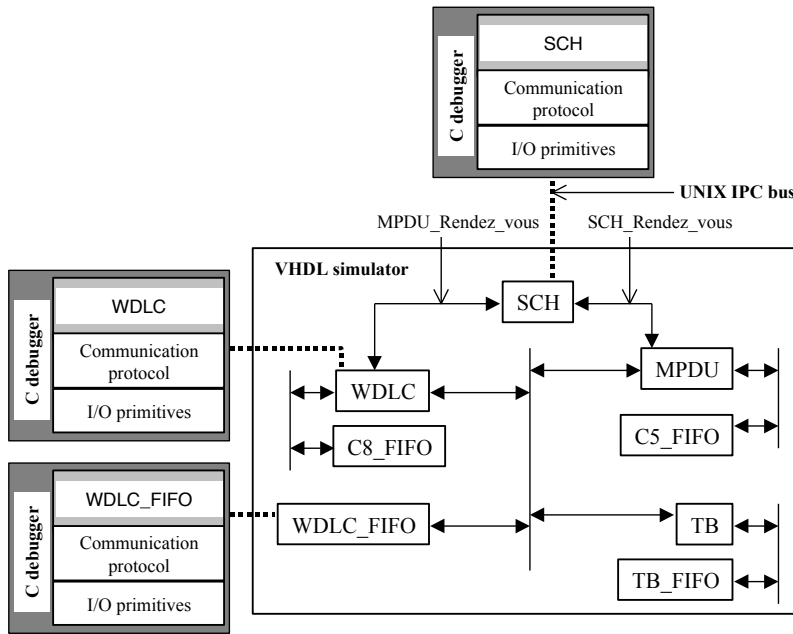 C debugger
SCH
Communication
protocol
I/O primitives
UNIX IPC bus
MPDU_Rendez_vous
SCH_Rendez_vous
VHDL simulator
SCH
C debugger
WDLC
Communication
protocol
I/O primitives
WDLC
MPDU
C8_FIFO
C5_FIFO
C debugger
WDLC_FIFO
Communication
protocol
I/O primitives
WDLC_FIFO
TB
TB_FIFO